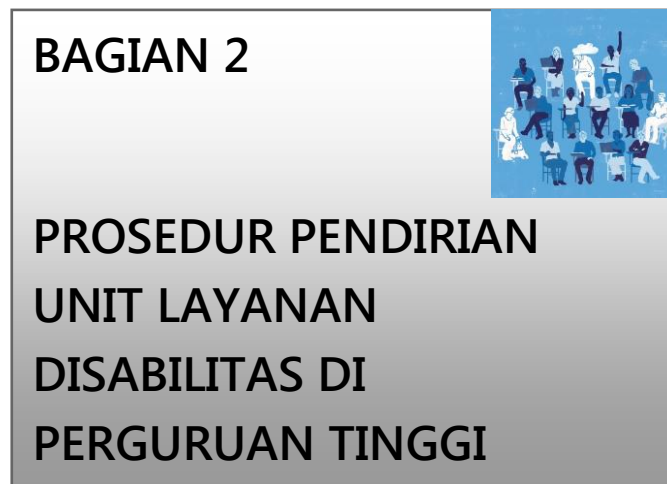 BAGIAN 2
PROSEDUR PENDIRIAN
UNIT LAYANAN
DISABILITAS DI
PERGURUAN TINGGI